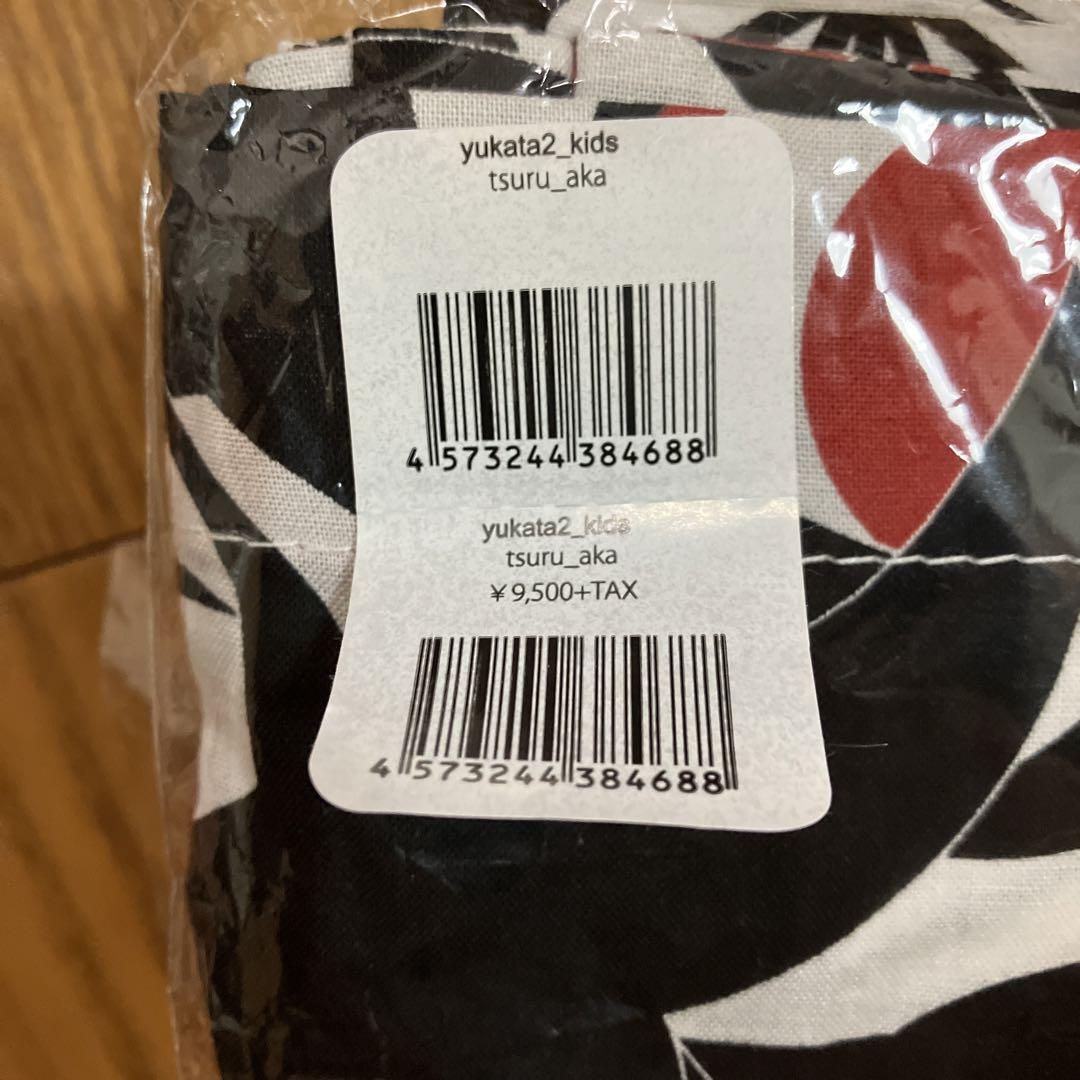 yukata2_kids
tsuru_aka
4 573244 384688
yukata2_kids
tsuru_aka
¥9,500+TAX
4 573244 384688